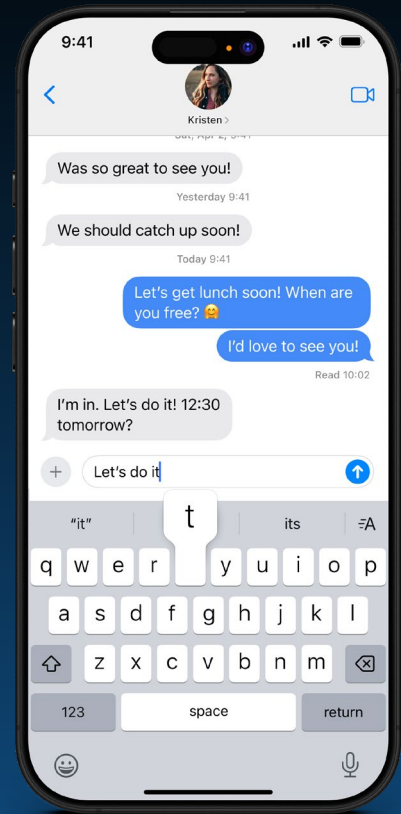 9:41
Kristen >
Was so great to see you!
Yesterday 9:41
We should catch up soon!
Today 9:41
Let's get lunch soon! When are
you free? 🤗
I'd love to see you!
Read 10:02
I'm in. Let's do it! 12:30
tomorrow?
Let's do it
"it" its
t
q w e r y u i o p
a s d f g h j k l
z x c v b n m
123 space return